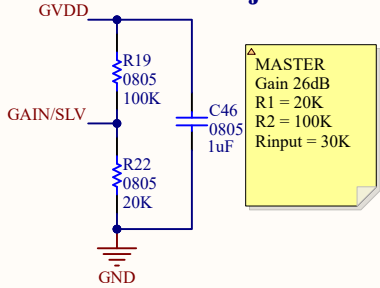 GVDD
R19
0805
100K
GAIN/SLV
C46
0805
1uF
R22
0805
20K
GND
MASTER
Gain 26dB
R1 = 20K
R2 = 100K
Rinput = 30K